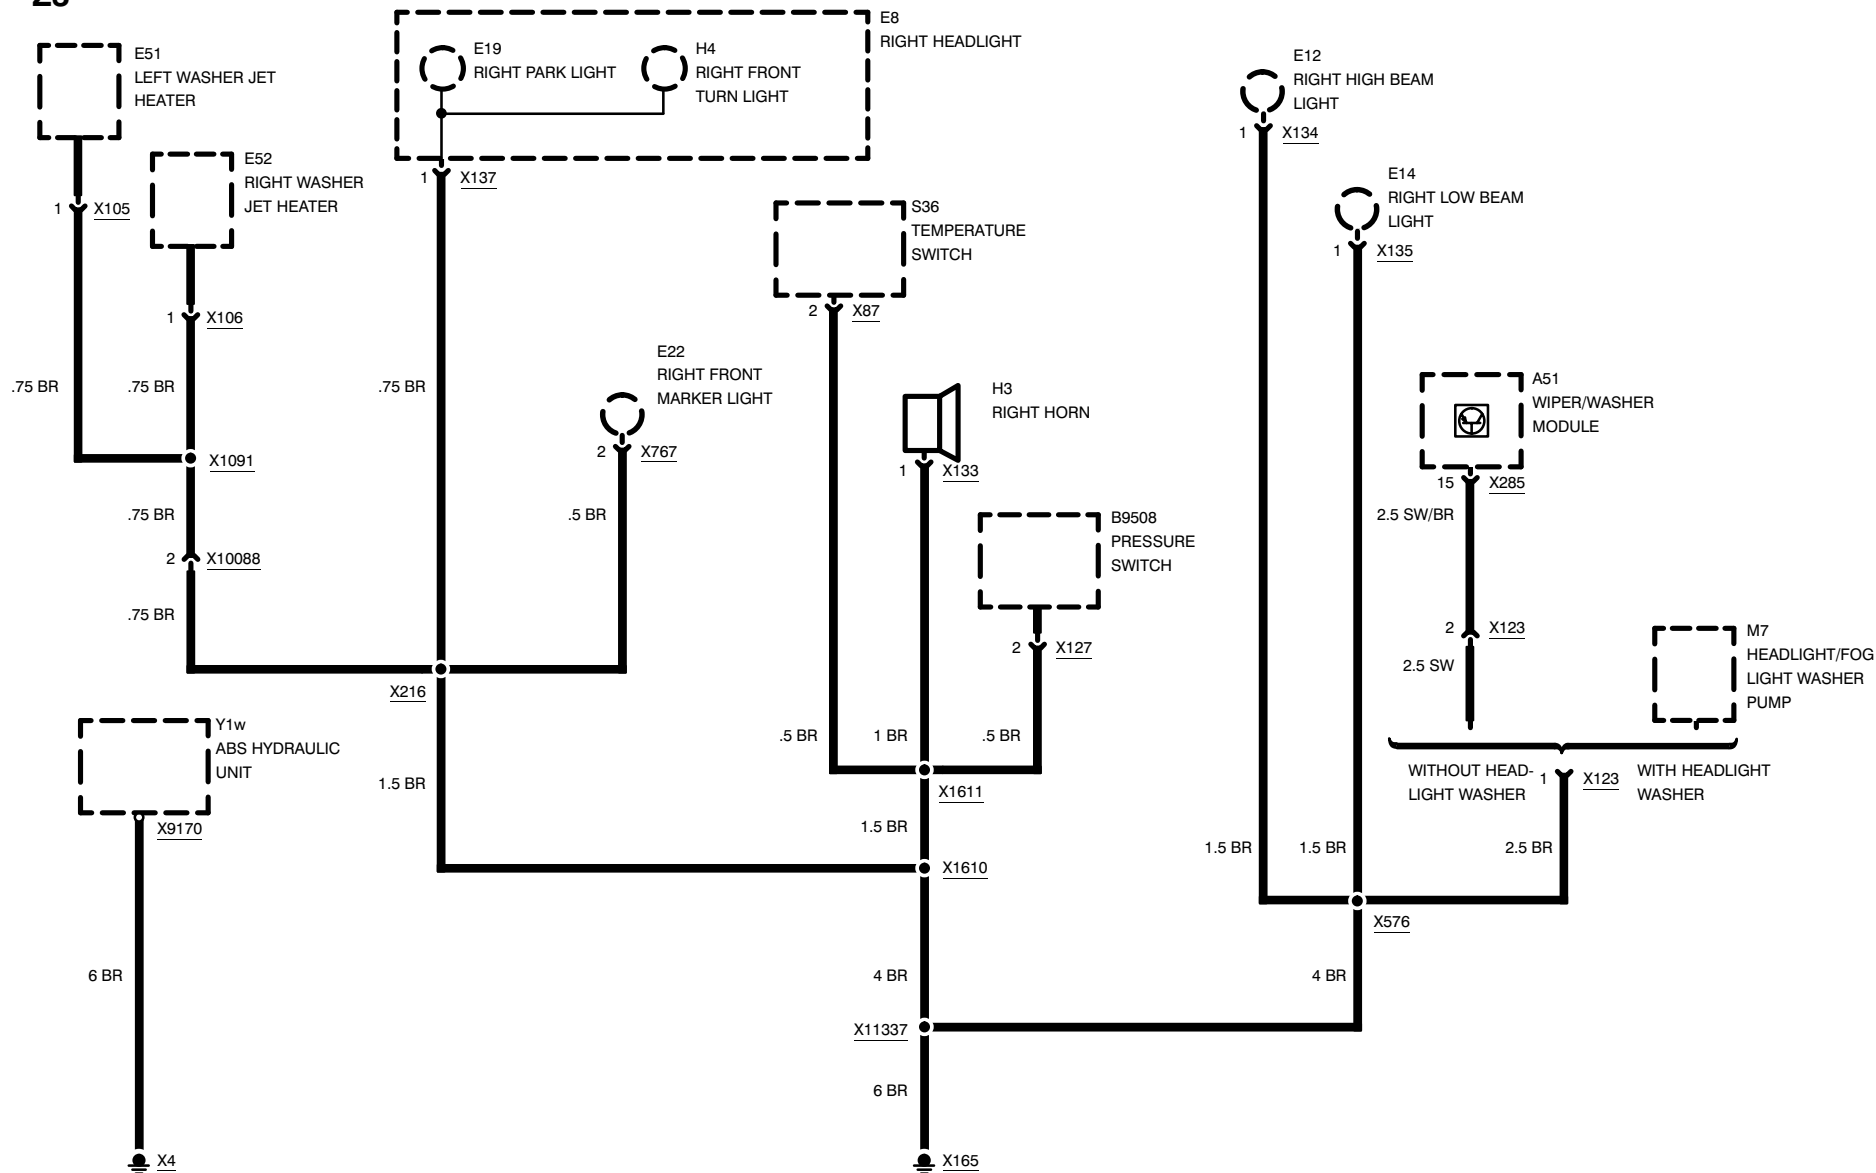 E51
LEFT WASHER JET
HEATER
E52
RIGHT WASHER
JET HEATER
E19
RIGHT PARK LIGHT
H4
RIGHT FRONT
TURN LIGHT
E8
RIGHT HEADLIGHT
E12
RIGHT HIGH BEAM
LIGHT
1 X134
E14
RIGHT LOW BEAM
LIGHT
1 X135
1 X137
1 X105
1 X106
S36
TEMPERATURE
SWITCH
2 X87
E22
RIGHT FRONT
MARKER LIGHT
2 X767
H3
RIGHT HORN
1 X133
A51
WIPER/WASHER
MODULE
15 X285
.75 BR
.75 BR
.75 BR
X1091
.75 BR
.5 BR
2.5 SW/BR
B9508
PRESSURE
SWITCH
2 X10088
.75 BR
2 X127
2 X123
2.5 SW
M7
HEADLIGHT/FOG
LIGHT WASHER
PUMP
X216
Y1w
ABS HYDRAULIC
UNIT
X9170
.5 BR
1 BR
.5 BR
1.5 BR
X1611
WITHOUT HEAD-
LIGHT WASHER
1 X123
WITH HEADLIGHT
WASHER
1.5 BR
1.5 BR
1.5 BR
2.5 BR
X1610
X576
6 BR
4 BR
4 BR
X11337
6 BR
X4
X165